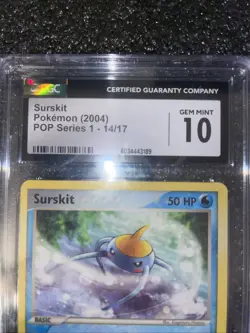 CGC
CERTIFIED GUARANTY COMPANY
Surskit
Pokémon (2004)
POP Series 1 - 14/17
GEM MINT
10
Surskit
50 HP
BASIC